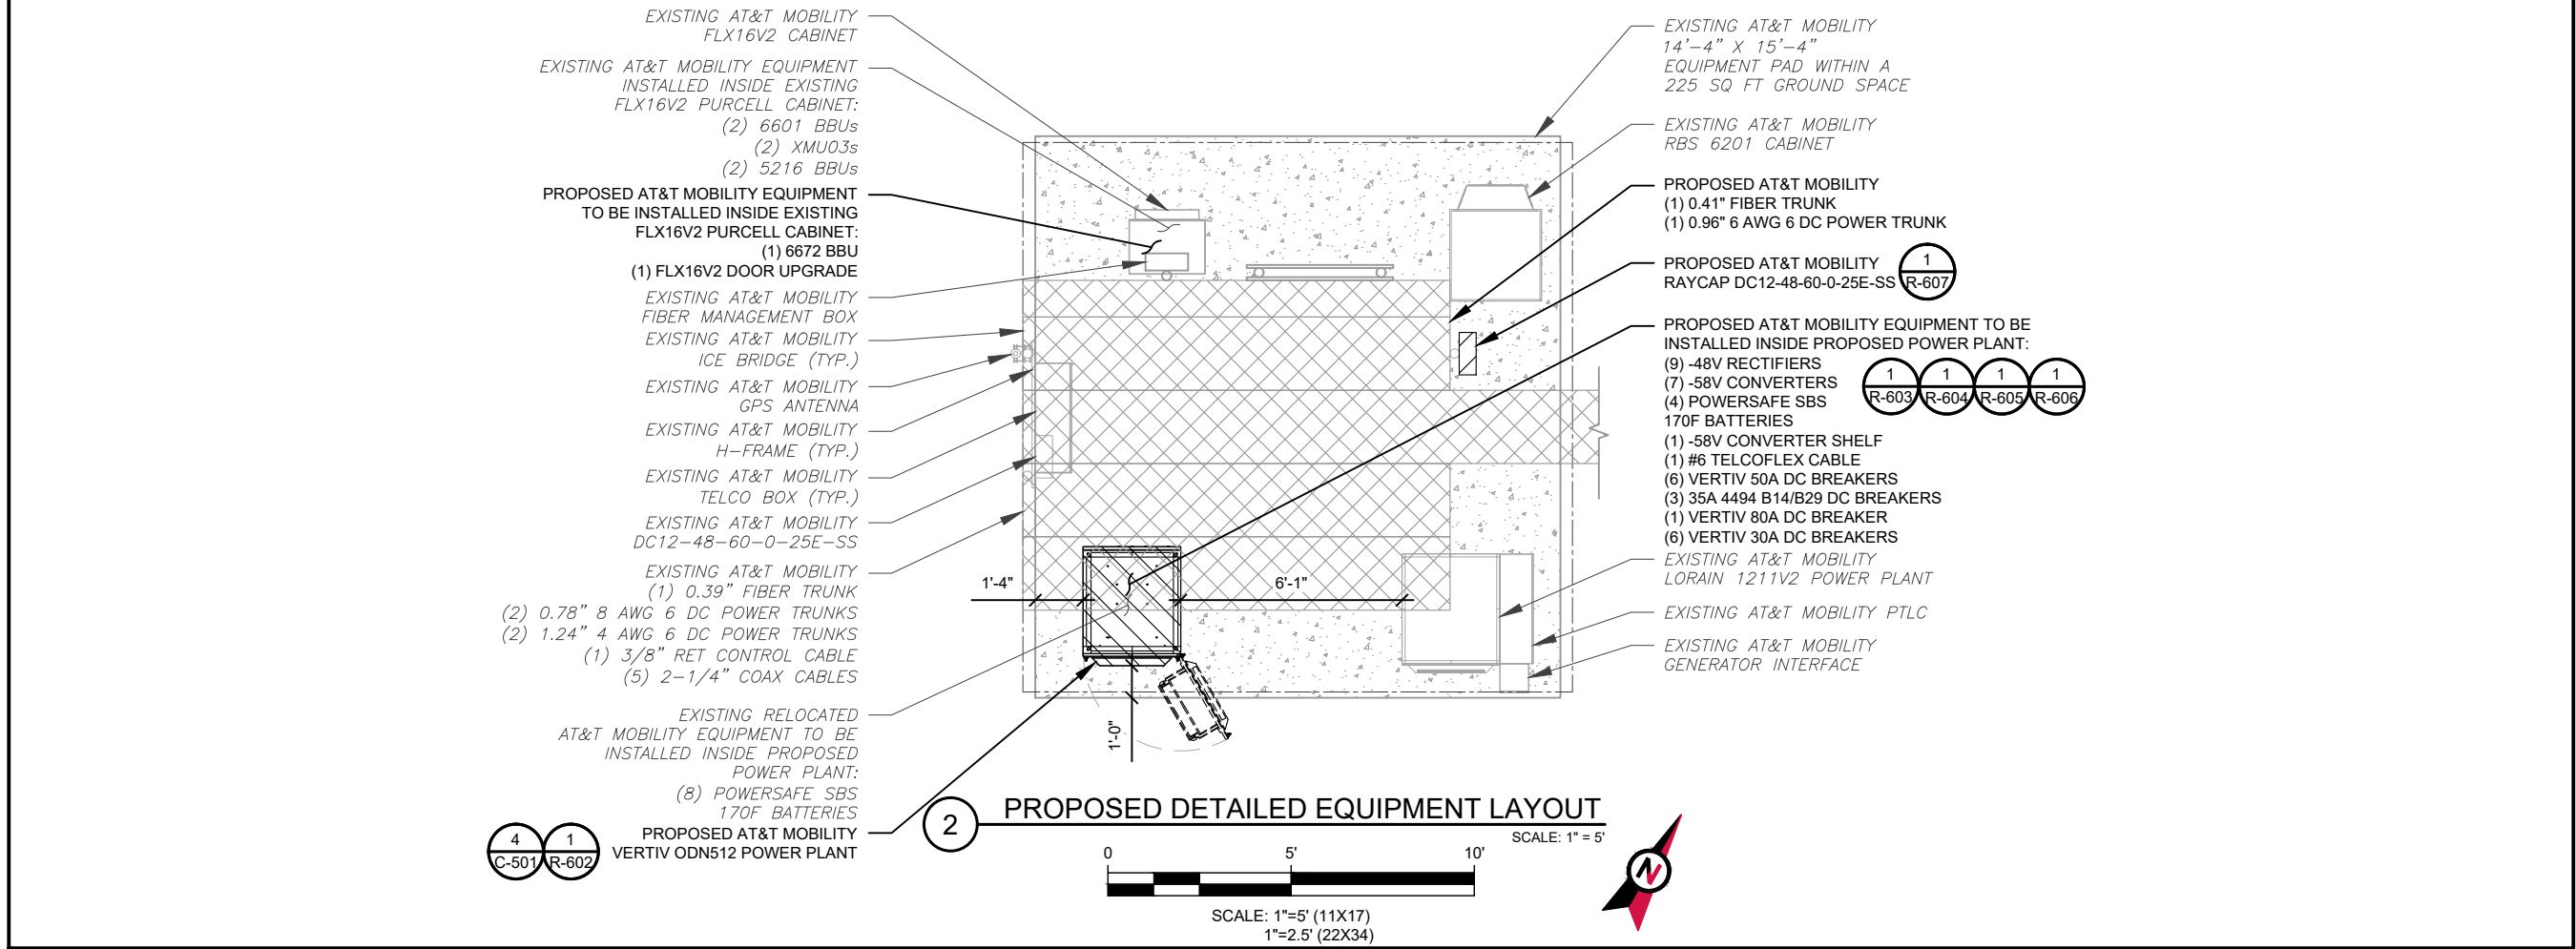 EXISTING AT&T MOBILITY
FLX16V2 CABINET
EXISTING AT&T MOBILITY EQUIPMENT
INSTALLED INSIDE EXISTING
FLX16V2 PURCELL CABINET:
(2) 6601 BBUs
(2) XMU03s
(2) 5216 BBUs
PROPOSED AT&T MOBILITY EQUIPMENT
TO BE INSTALLED INSIDE EXISTING
FLX16V2 PURCELL CABINET:
(1) 6672 BBU
(1) FLX16V2 DOOR UPGRADE
EXISTING AT&T MOBILITY
FIBER MANAGEMENT BOX
EXISTING AT&T MOBILITY
ICE BRIDGE (TYP.)
EXISTING AT&T MOBILITY
GPS ANTENNA
EXISTING AT&T MOBILITY
H-FRAME (TYP.)
EXISTING AT&T MOBILITY
TELCO BOX (TYP.)
EXISTING AT&T MOBILITY
DC12-48-60-0-25E-SS
EXISTING AT&T MOBILITY
(1) 0.39" FIBER TRUNK
(2) 0.78" 8 AWG 6 DC POWER TRUNKS
(2) 1.24" 4 AWG 6 DC POWER TRUNKS
(1) 3/8" RET CONTROL CABLE
(5) 2-1/4" COAX CABLES
EXISTING RELOCATED
AT&T MOBILITY EQUIPMENT TO BE
INSTALLED INSIDE PROPOSED
POWER PLANT:
(8) POWERSAFE SBS
170F BATTERIES
PROPOSED AT&T MOBILITY
VERTIV ODN512 POWER PLANT
4
C-501
1
R-602
1'-4"
6'-1"
1'-0"
EXISTING AT&T MOBILITY
14'-4" X 15'-4"
EQUIPMENT PAD WITHIN A
225 SQ FT GROUND SPACE
EXISTING AT&T MOBILITY
RBS 6201 CABINET
PROPOSED AT&T MOBILITY
(1) 0.41" FIBER TRUNK
(1) 0.96" 6 AWG 6 DC POWER TRUNK
PROPOSED AT&T MOBILITY
RAYCAP DC12-48-60-0-25E-SS
1
R-607
PROPOSED AT&T MOBILITY EQUIPMENT TO BE
INSTALLED INSIDE PROPOSED POWER PLANT:
(9) -48V RECTIFIERS
(7) -58V CONVERTERS
(4) POWERSAFE SBS
170F BATTERIES
(1) -58V CONVERTER SHELF
(1) #6 TELCOFLEX CABLE
(6) VERTIV 50A DC BREAKERS
(3) 35A 4494 B14/B29 DC BREAKERS
(1) VERTIV 80A DC BREAKER
(6) VERTIV 30A DC BREAKERS
1
R-603
1
R-604
1
R-605
1
R-606
EXISTING AT&T MOBILITY
LORAIN 1211V2 POWER PLANT
EXISTING AT&T MOBILITY PTLC
EXISTING AT&T MOBILITY
GENERATOR INTERFACE
2
PROPOSED DETAILED EQUIPMENT LAYOUT
SCALE: 1" = 5'
0 5' 10'
SCALE: 1"=5' (11X17)
1"=2.5' (22X34)
N